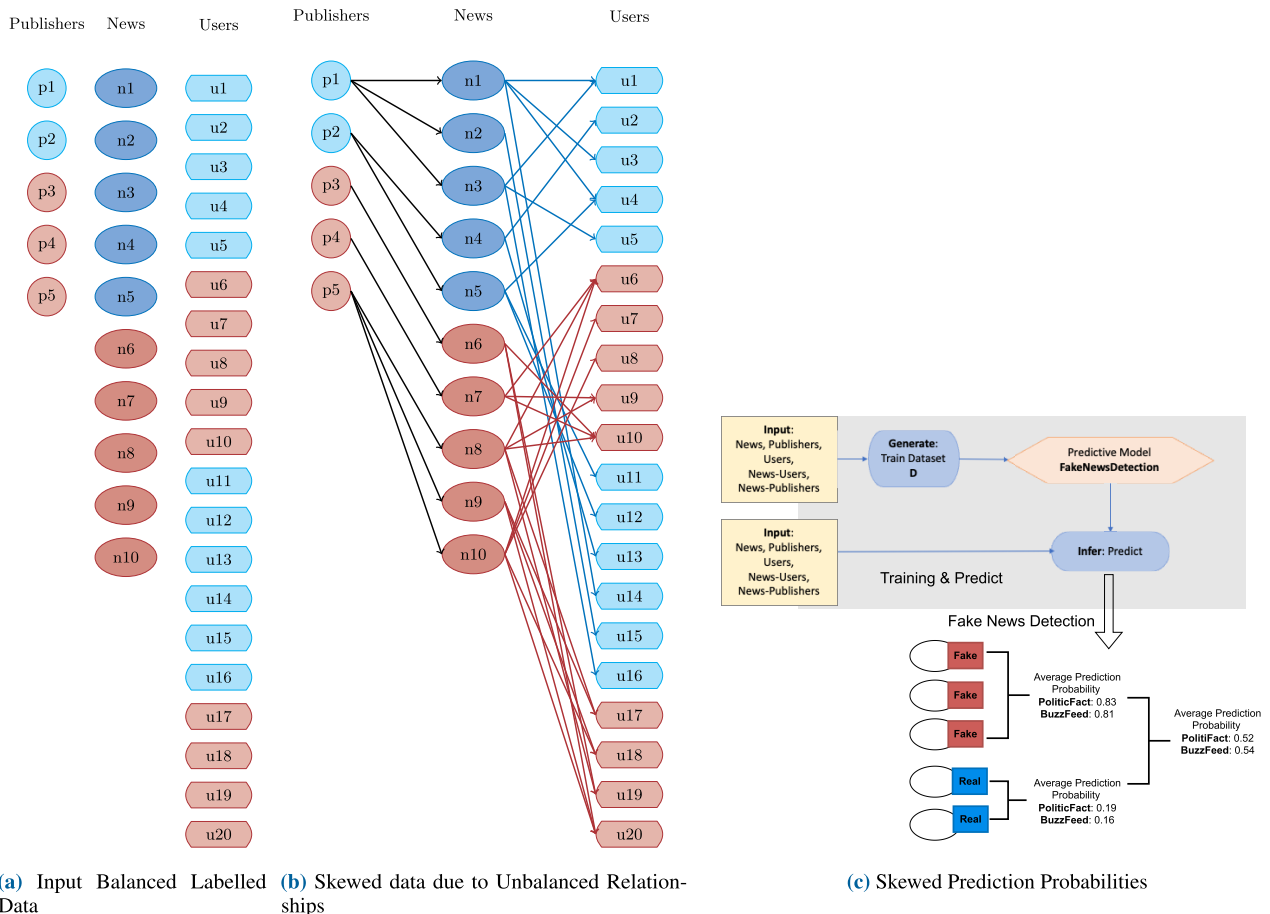 Publishers News Users
p1 n1 u1
p2 n2 u2
p3 n3 u3
p4 n4 u4
p5 n5 u5
n6 u6
n7 u7
n8 u8
n9 u9
n10 u10
u11
u12
u13
u14
u15
u16
u17
u18
u19
u20
(a) Input Balanced Labelled
Data
Publishers News Users
p1 n1 u1
p2 n2 u2
p3 n3 u3
p4 n4 u4
p5 n5 u5
n6 u6
n7 u7
n8 u8
n9 u9
n10 u10
u11
u12
u13
u14
u15
u16
u17
u18
u19
u20
(b) Skewed data due to Unbalanced Relation-
ships
Input:
News, Publishers,
Users,
News-Users,
News-Publishers
Generate:
Train Dataset
D
Predictive Model
FakeNewsDetection
Input:
News, Publishers,
Users,
News-Users,
News-Publishers
Infer: Predict
Training & Predict
Fake News Detection
Fake
Fake
Fake
Average Prediction
Probability
PoliticFact: 0.83
BuzzFeed: 0.81
Real
Real
Average Prediction
Probability
PoliticFact: 0.19
BuzzFeed: 0.16
Average Prediction
Probability
PolitiFact: 0.52
BuzzFeed: 0.54
(c) Skewed Prediction Probabilities